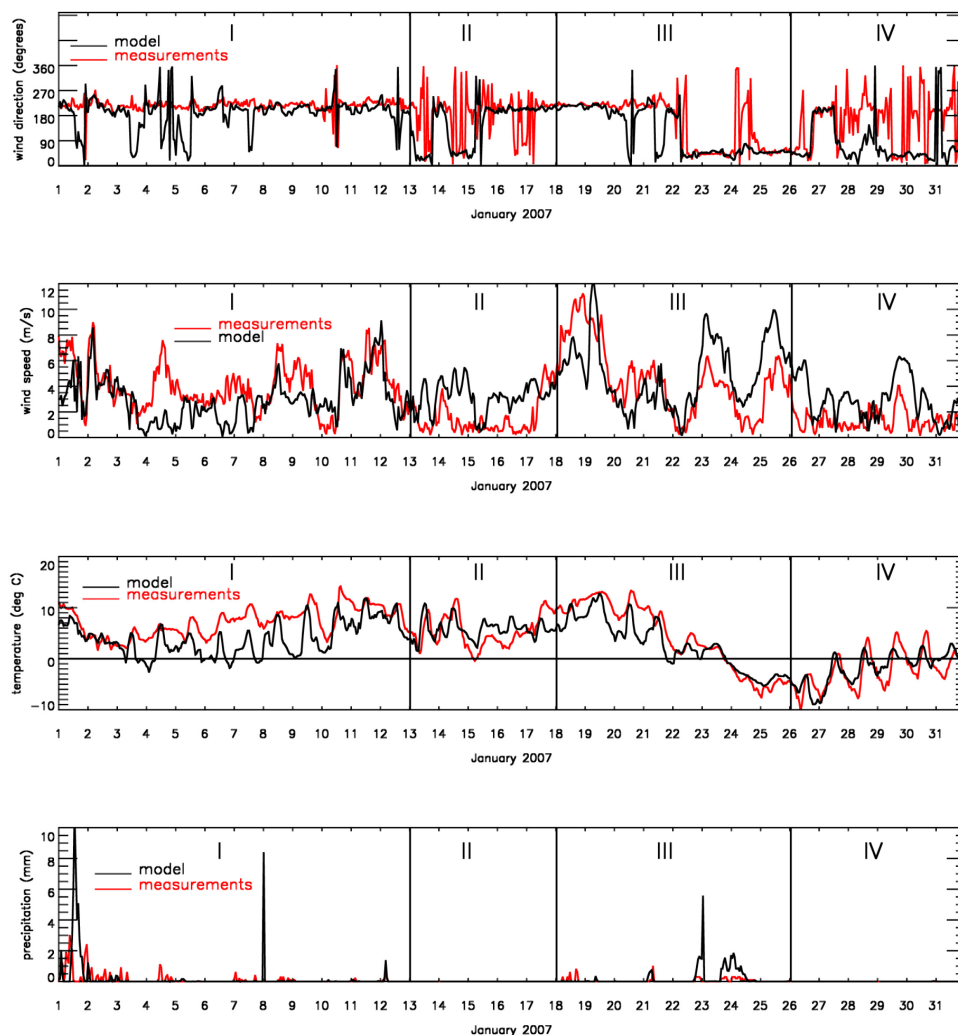 wind direction (degrees)
360
270
180
90
0
I
II
III
IV
model
measurements
1 2 3 4 5 6 7 8 9 10 11 12 13 14 15 16 17 18 19 20 21 22 23 24 25 26 27 28 29 30 31
January 2007
wind speed (m/s)
12
10
8
6
4
2
0
I
II
III
IV
measurements
model
1 2 3 4 5 6 7 8 9 10 11 12 13 14 15 16 17 18 19 20 21 22 23 24 25 26 27 28 29 30 31
January 2007
temperature (deg C)
20
10
0
-10
I
II
III
IV
model
measurements
1 2 3 4 5 6 7 8 9 10 11 12 13 14 15 16 17 18 19 20 21 22 23 24 25 26 27 28 29 30 31
January 2007
precipitation (mm)
10
8
6
4
2
0
I
II
III
IV
model
measurements
1 2 3 4 5 6 7 8 9 10 11 12 13 14 15 16 17 18 19 20 21 22 23 24 25 26 27 28 29 30 31
January 2007